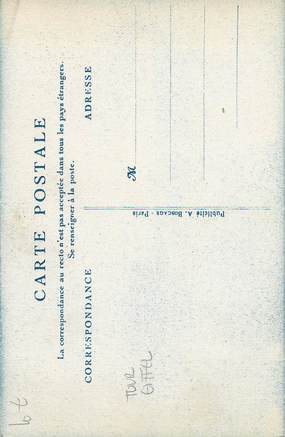 CARTE POSTALE
La correspondance au recto n'est pas acceptée dans tous les pays étrangers.
Se renseigner à la poste.
CORRESPONDANCE
ADRESSE
M
Publicité A. Bordage - Paris
TOUR
EIFFEL